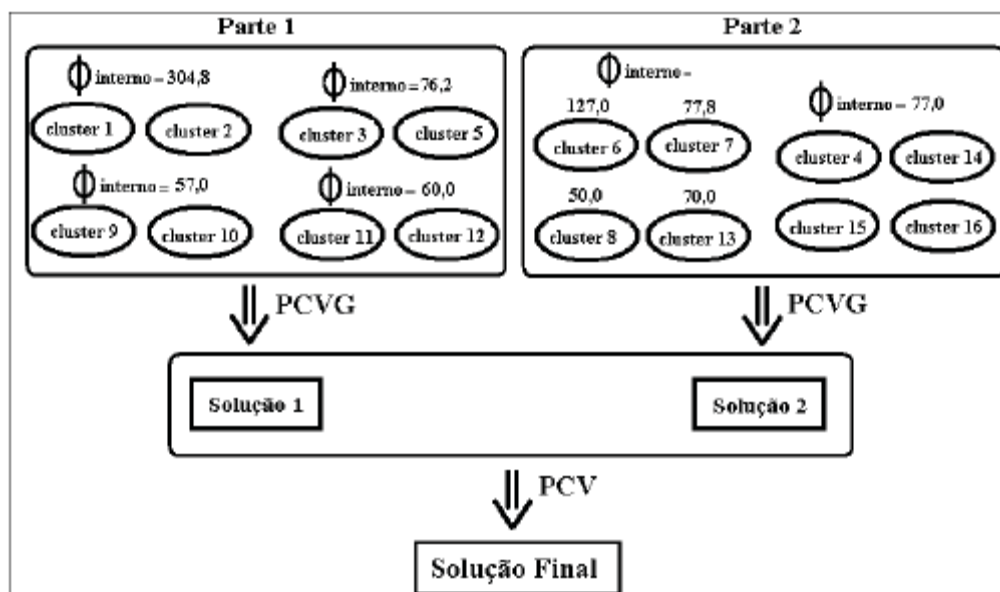 Parte 1
ϕ interno = 304,8
cluster 1
cluster 2
ϕ interno = 76,2
cluster 3
cluster 5
ϕ interno = 57,0
cluster 9
cluster 10
ϕ interno = 60,0
cluster 11
cluster 12
Parte 2
ϕ interno =
127,0
77,8
cluster 6
cluster 7
50,0
70,0
cluster 8
cluster 13
ϕ interno = 77,0
cluster 4
cluster 14
cluster 15
cluster 16
PCVG
PCVG
Solução 1
Solução 2
PCV
Solução Final